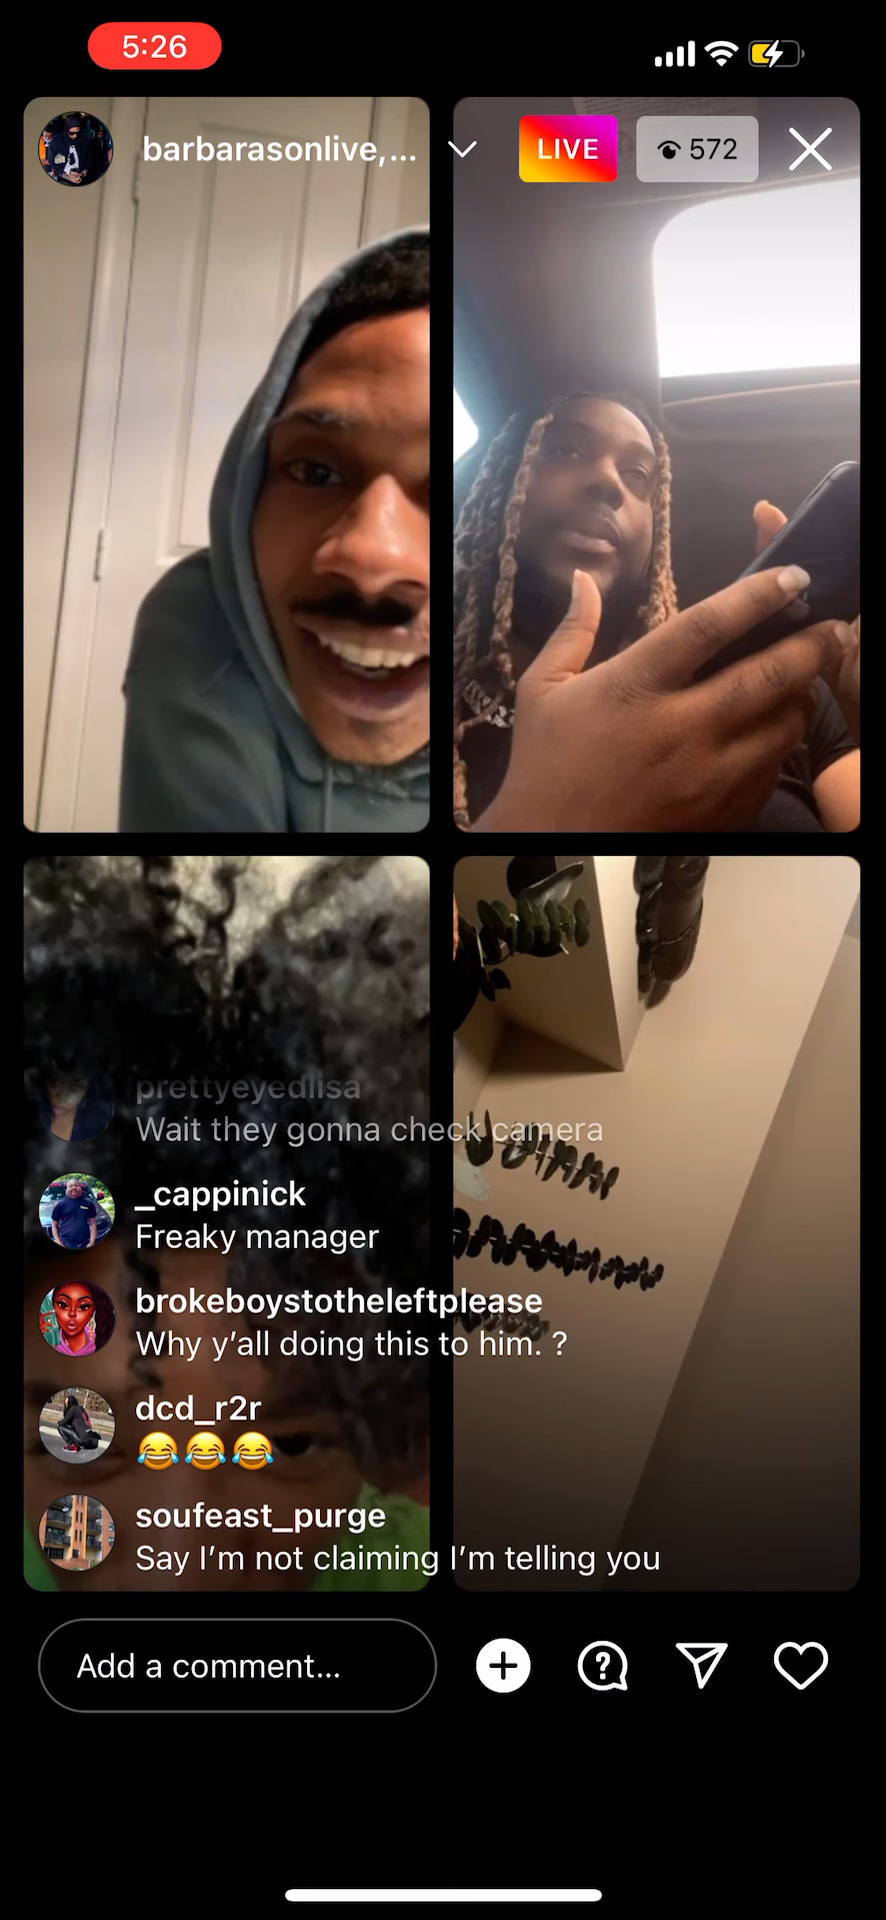 5:26
barbarasonlive,...
LIVE
572
prettyeyedlisa
Wait they gonna check camera
_cappinick
Freaky manager
brokeboystotheleftplease
Why y’all doing this to him. ?
dcd_r2r
😂😂😂
soufeast_purge
Say I’m not claiming I’m telling you
Add a comment...